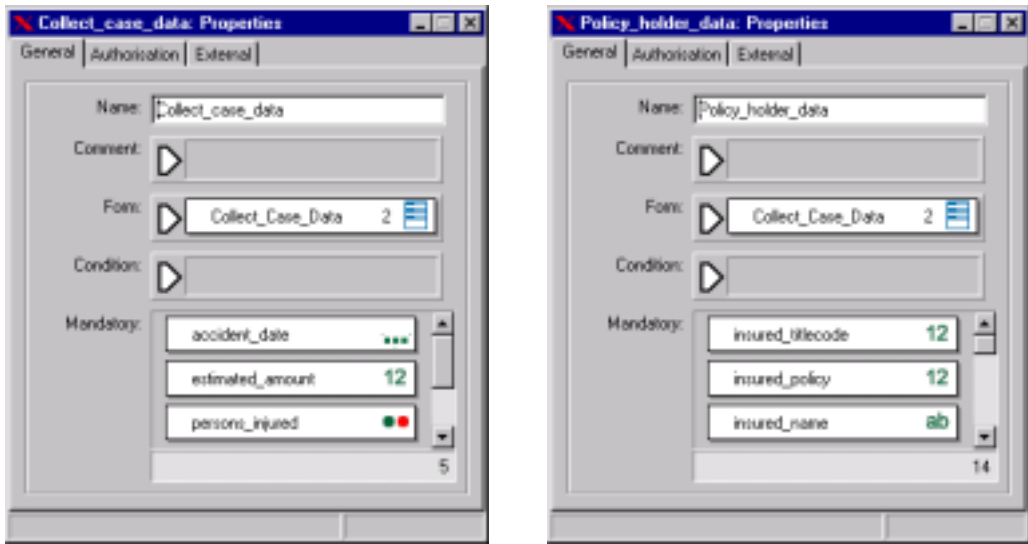 Collect_case_data: Properties
General Authorisation External
Name: Collect_case_data
Comment:
Form: Collect_Case_Data 2
Condition:
Mandatory: accident_date
estimated_amount 12
persons_injured
5
Policy_holder_data: Properties
General Authorisation External
Name: Policy_holder_data
Comment:
Form: Collect_Case_Data 2
Condition:
Mandatory: insured_titlecode 12
insured_policy 12
insured_name ab
14